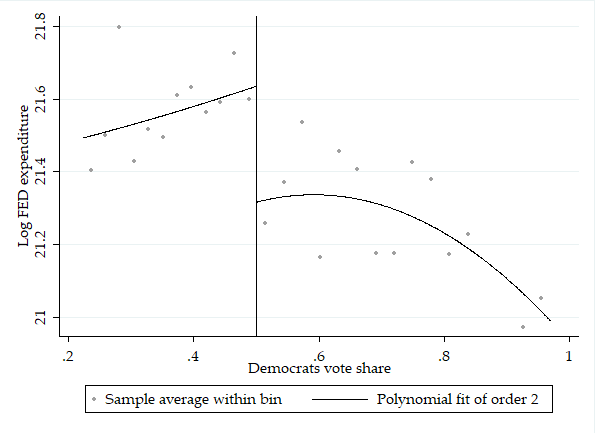 Log FED expenditure
21.8
21.6
21.4
21.2
21
.2 .4 .6 .8 1
Democrats vote share
Sample average within bin Polynomial fit of order 2